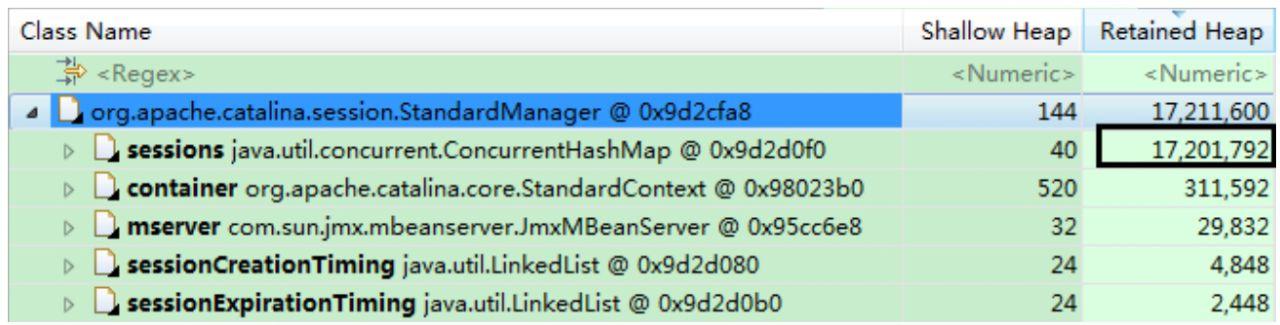 Class Name Shallow Heap Retained Heap
<Regex> <Numeric> <Numeric>
org.apache.catalina.session.StandardManager @ 0x9d2cfa8 144 17,211,600
sessions java.util.concurrent.ConcurrentHashMap @ 0x9d2d0f0 40 17,201,792
container org.apache.catalina.core.StandardContext @ 0x98023b0 520 311,592
mserver com.sun.jmx.mbeanserver.JmxMBeanServer @ 0x95cc6e8 32 29,832
sessionCreationTiming java.util.LinkedList @ 0x9d2d080 24 4,848
sessionExpirationTiming java.util.LinkedList @ 0x9d2d0b0 24 2,448